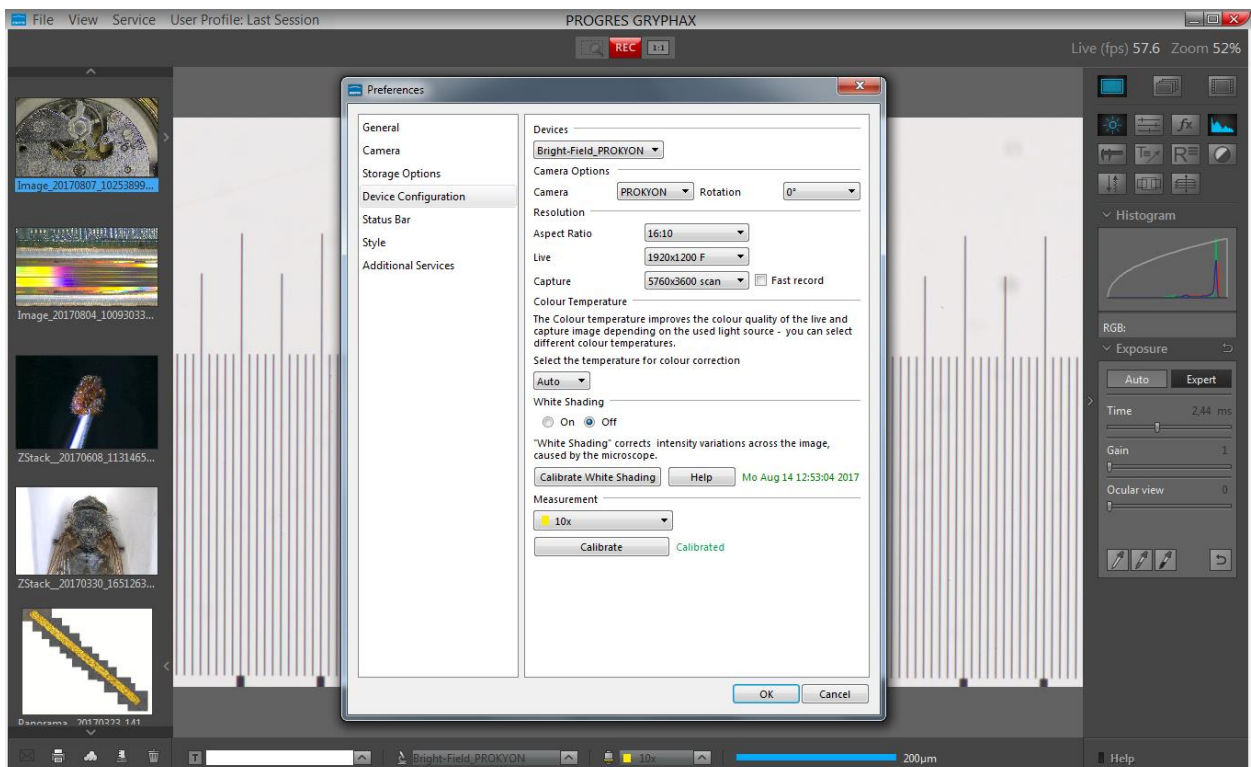 File View Service User Profile: Last Session PROGRES GRYPHAX
REC 1:1 Live (fps) 57.6 Zoom 52%
Image_20170807_10253899...
Image_20170804_10093033...
ZStack__20170608_1131465...
ZStack__20170330_1651263...
Panorama__20170323_141...
Preferences
General
Camera
Storage Options
Device Configuration
Status Bar
Style
Additional Services
Devices
Bright-Field_PROKYON
Camera Options
Camera PROKYON Rotation 0°
Resolution
Aspect Ratio 16:10
Live 1920x1200 F
Capture 5760x3600 scan Fast record
Colour Temperature
The Colour temperature improves the colour quality of the live and
capture image depending on the used light source - you can select
different colour temperatures.
Select the temperature for colour correction
Auto
White Shading
On Off
"White Shading" corrects intensity variations across the image,
caused by the microscope.
Calibrate White Shading Help Mo Aug 14 12:53:04 2017
Measurement
10x
Calibrate Calibrated
OK Cancel
Histogram
RGB:
Exposure
Auto Expert
Time 2,44 ms
Gain 1
Ocular view 0
T Bright-Field_PROKYON 10x 200µm Help